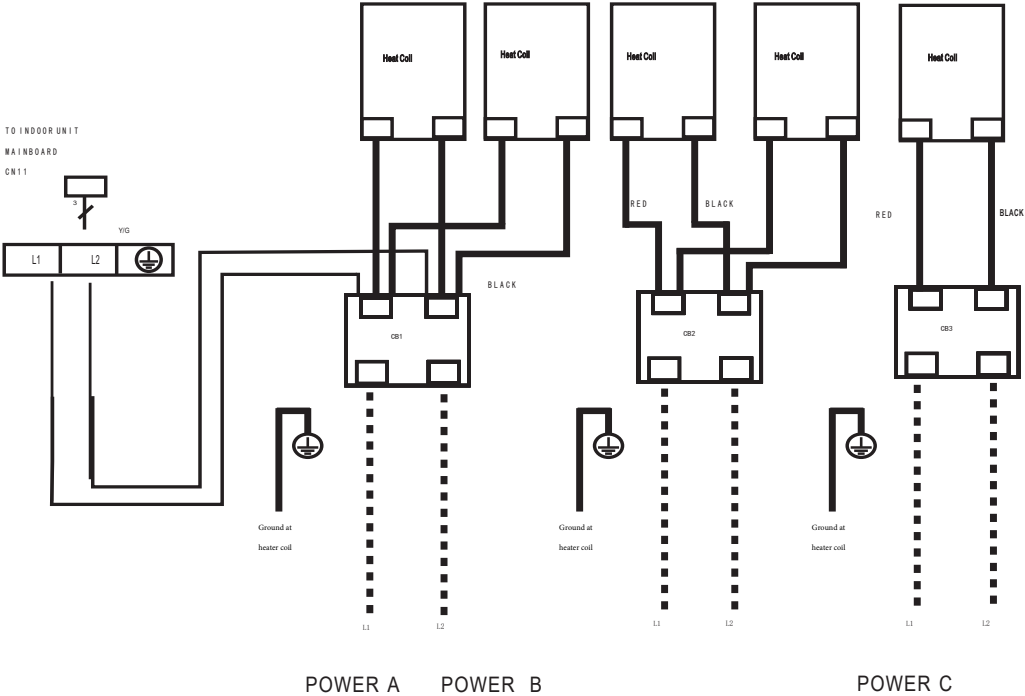 Heat Coil
Heat Coil
Heat Coil
Heat Coil
Heat Coil
TO INDOOR UNIT
MAINBOARD
CN11
3
Y/G
L1
L2
RED
BLACK
RED
BLACK
BLACK
CB1
CB2
CB3
Ground at
heater coil
Ground at
heater coil
Ground at
heater coil
L1
L2
L1
L2
L1
L2
POWER A
POWER B
POWER C